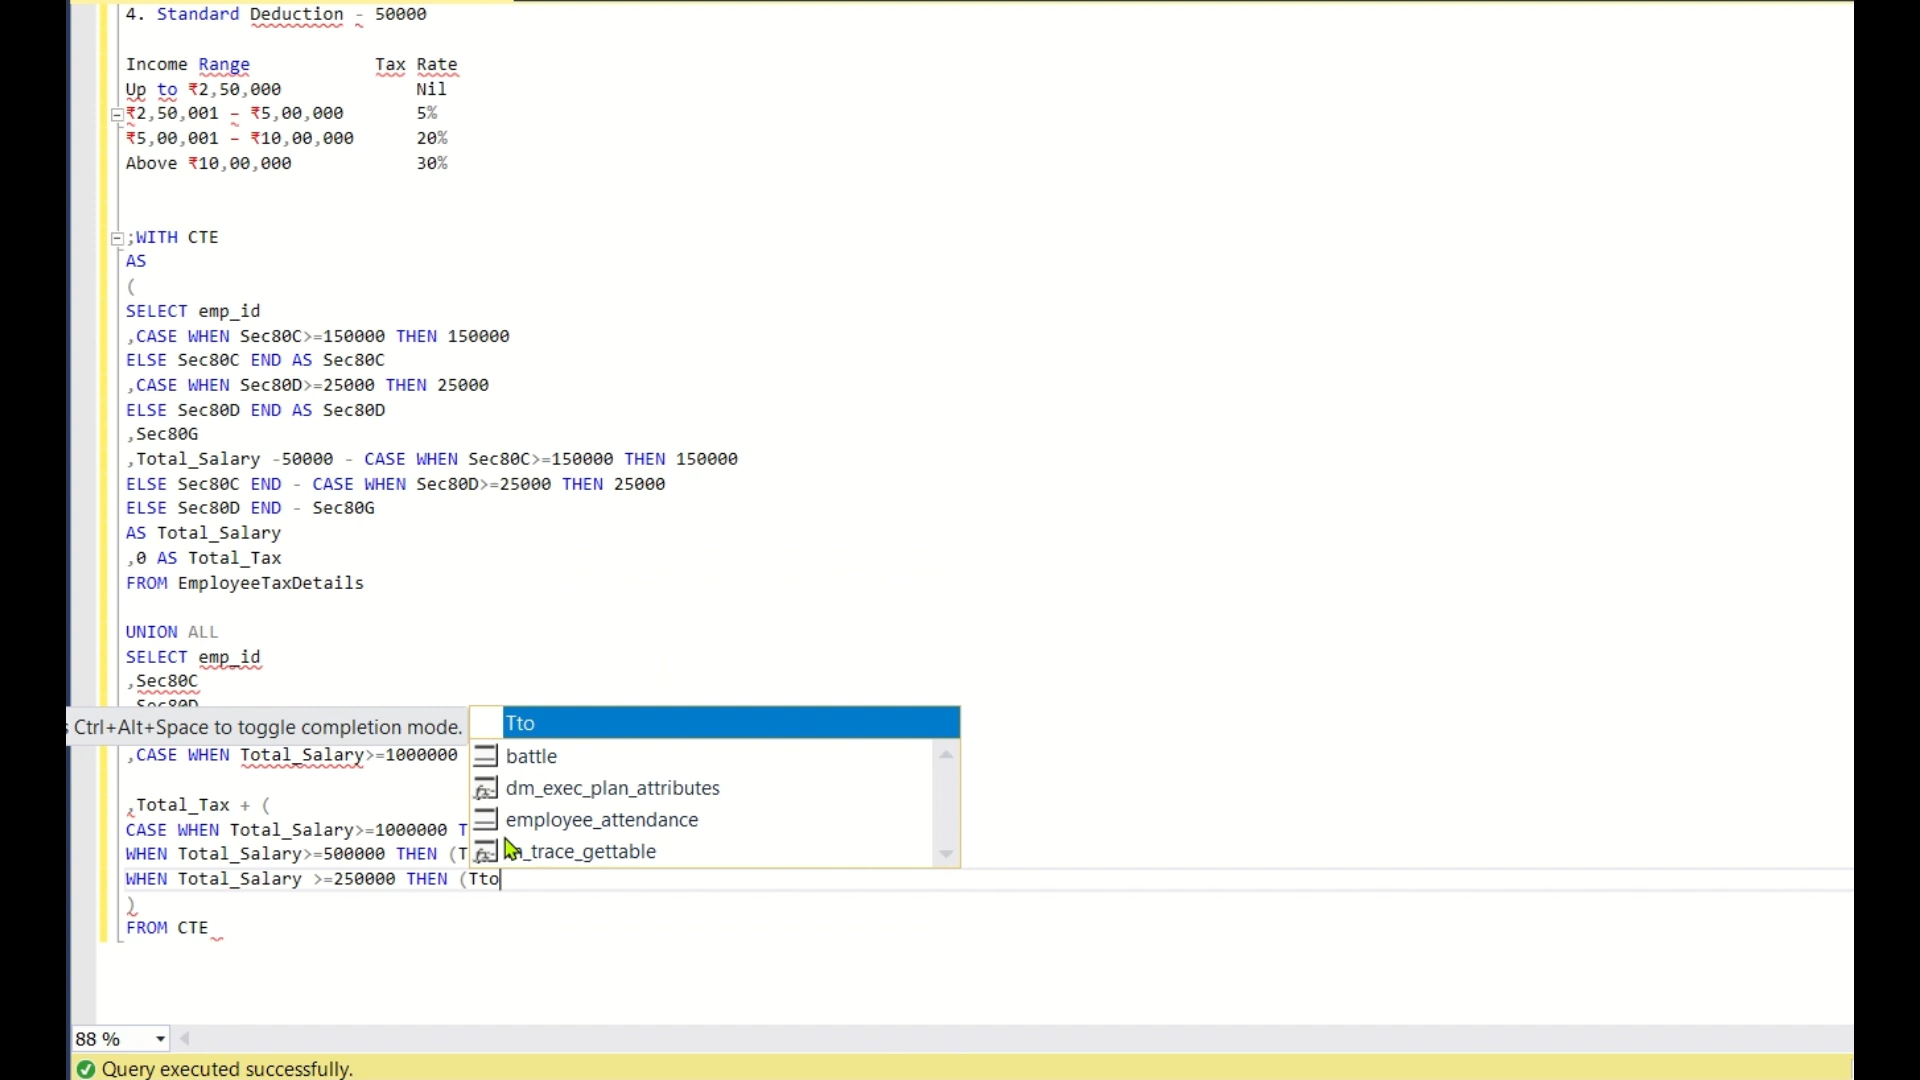 4. Standard Deduction - 50000
Income Range Tax Rate
Up to ₹2,50,000 Nil
₹2,50,001 – ₹5,00,000 5%
₹5,00,001 – ₹10,00,000 20%
Above ₹10,00,000 30%
;WITH CTE
AS
(
SELECT emp_id
,CASE WHEN Sec80C>=150000 THEN 150000
ELSE Sec80C END AS Sec80C
,CASE WHEN Sec80D>=25000 THEN 25000
ELSE Sec80D END AS Sec80D
,Sec80G
,Total_Salary -50000 - CASE WHEN Sec80C>=150000 THEN 150000
ELSE Sec80C END - CASE WHEN Sec80D>=25000 THEN 25000
ELSE Sec80D END - Sec80G
AS Total_Salary
,0 AS Total_Tax
FROM EmployeeTaxDetails
UNION ALL
SELECT emp_id
,Sec80C
,Sec80D
Ctrl+Alt+Space to toggle completion mode.
Tto
battle
dm_exec_plan_attributes
employee_attendance
_trace_gettable
,CASE WHEN Total_Salary>=1000000
,Total_Tax + (
CASE WHEN Total_Salary>=1000000 T
WHEN Total_Salary>=500000 THEN (T
WHEN Total_Salary >=250000 THEN (Tto
)
FROM CTE
88 %
Query executed successfully.